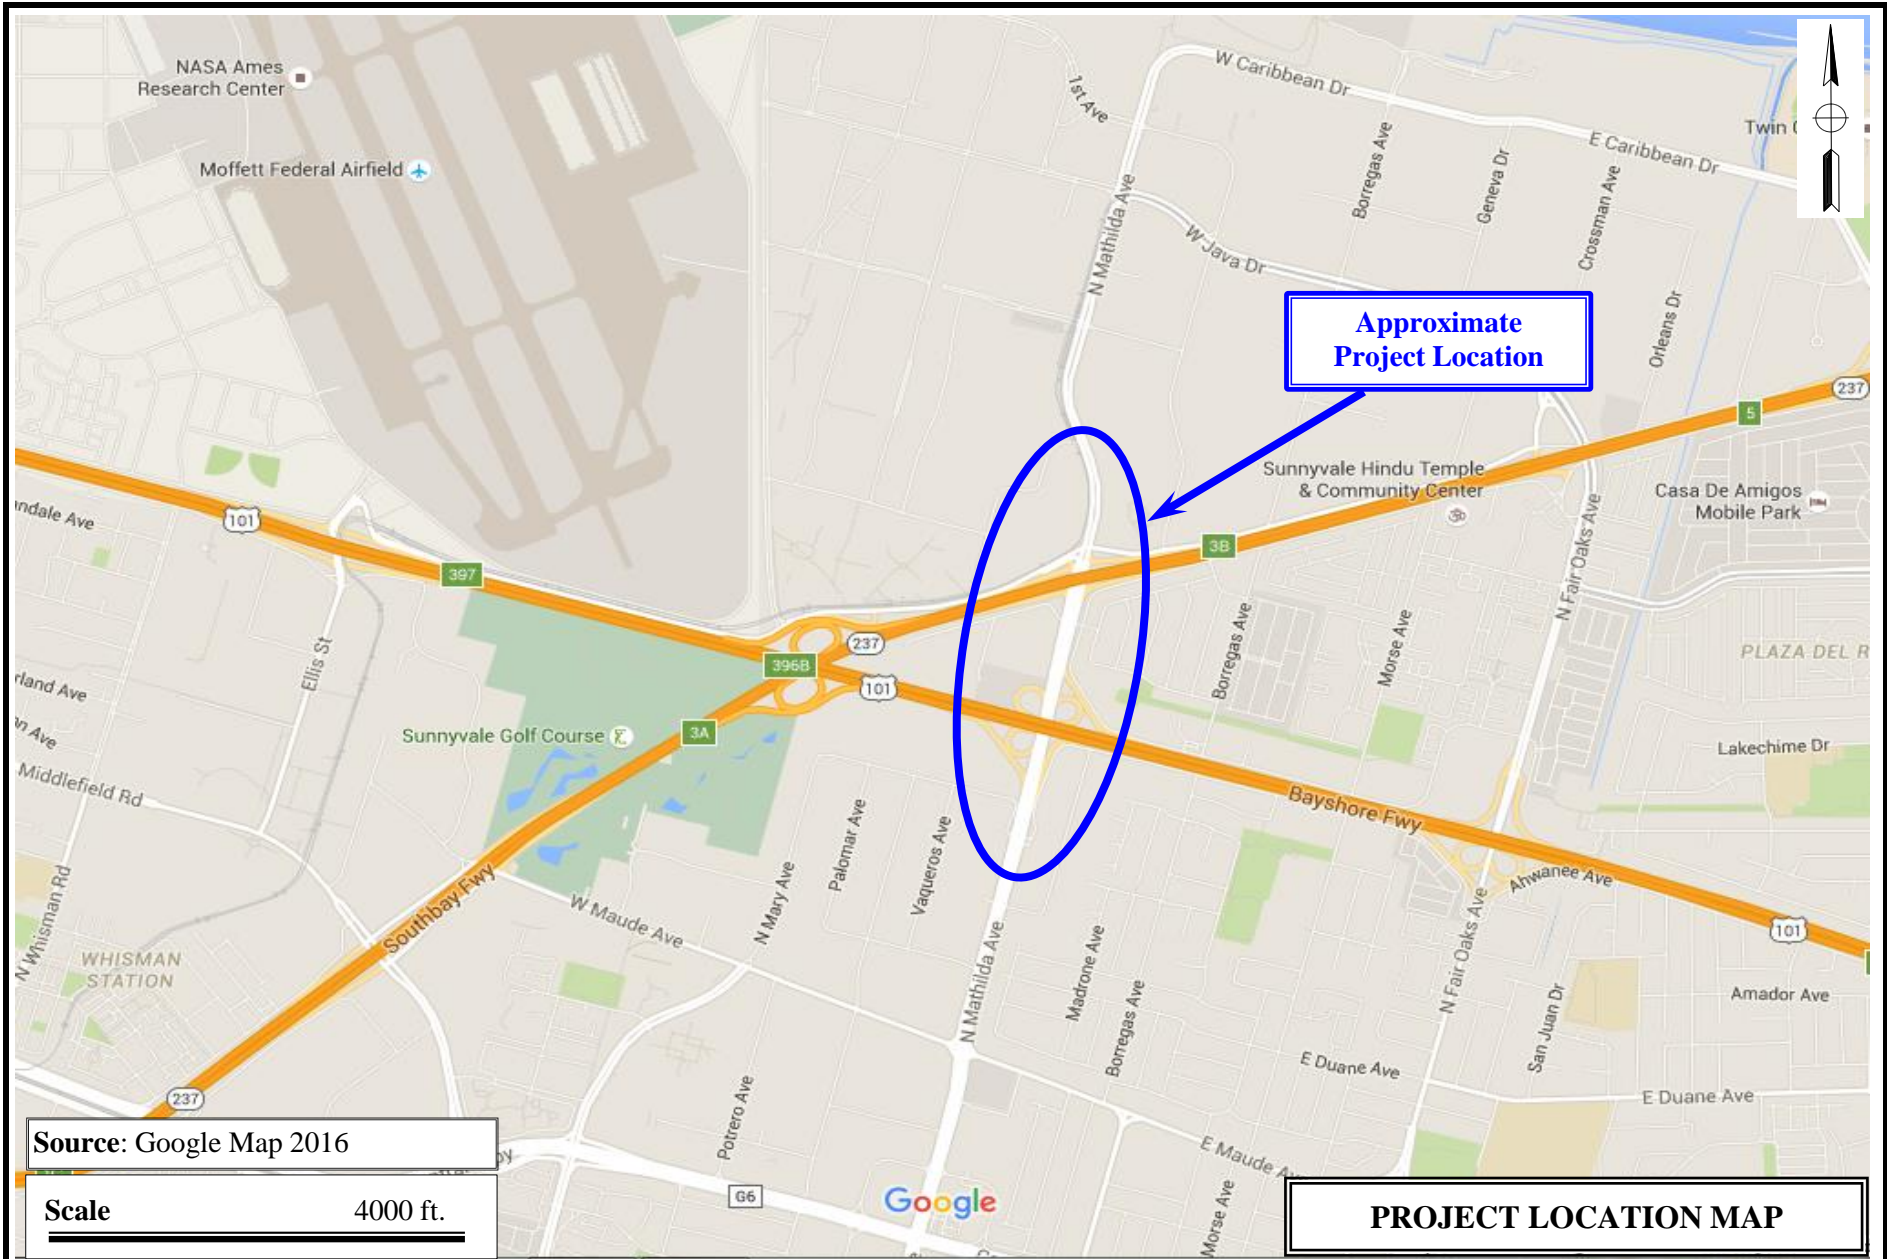 NASA Ames
Research Center
Moffett Federal Airfield
1st Ave
W Caribbean Dr
E Caribbean Dr
Twin
Borregas Ave
Geneva Dr
Crossman Ave
N Mathilda Ave
W Java Dr
Orleans Dr
Approximate
Project Location
237
5
Sunnyvale Hindu Temple
& Community Center
ॐ
Casa De Amigos
Mobile Park
N Fair Oaks Ave
101
397
3B
Ellis St
237
396B
101
3A
Sunnyvale Golf Course
Borregas Ave
Morse Ave
PLAZA DEL R
Lakechime Dr
Middlefield Rd
Bayshore Fwy
Palomar Ave
Vaqueros Ave
N Mary Ave
Ahwanee Ave
N Whisman Rd
Southbay Fwy
W Maude Ave
WHISMAN
STATION
N Mathilda Ave
Madrone Ave
Borregas Ave
N Fair Oaks Ave
San Juan Dr
101
Amador Ave
E Duane Ave
E Duane Ave
237
Potrero Ave
E Maude
G6
Morse Ave
Google
Source: Google Map 2016
Scale 4000 ft.
PROJECT LOCATION MAP